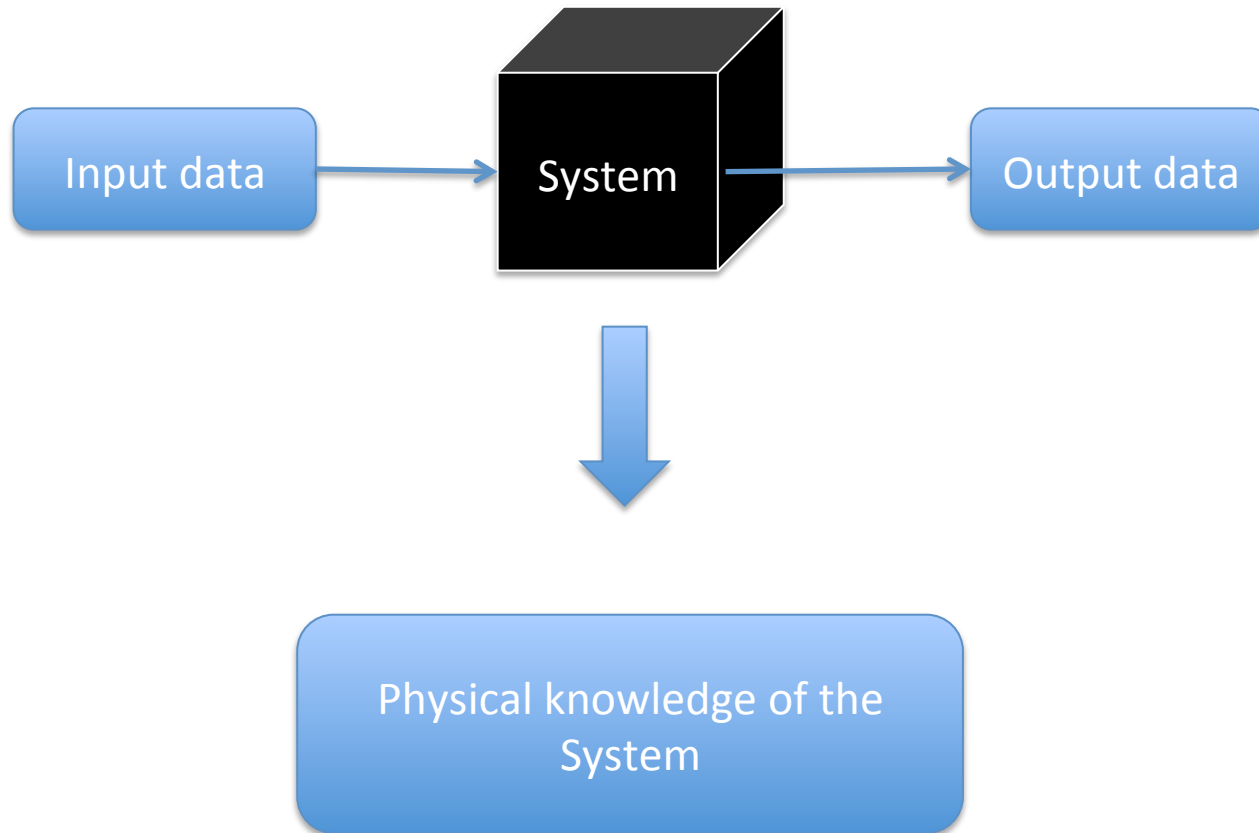 Input data
System
Output data
Physical knowledge of the
System